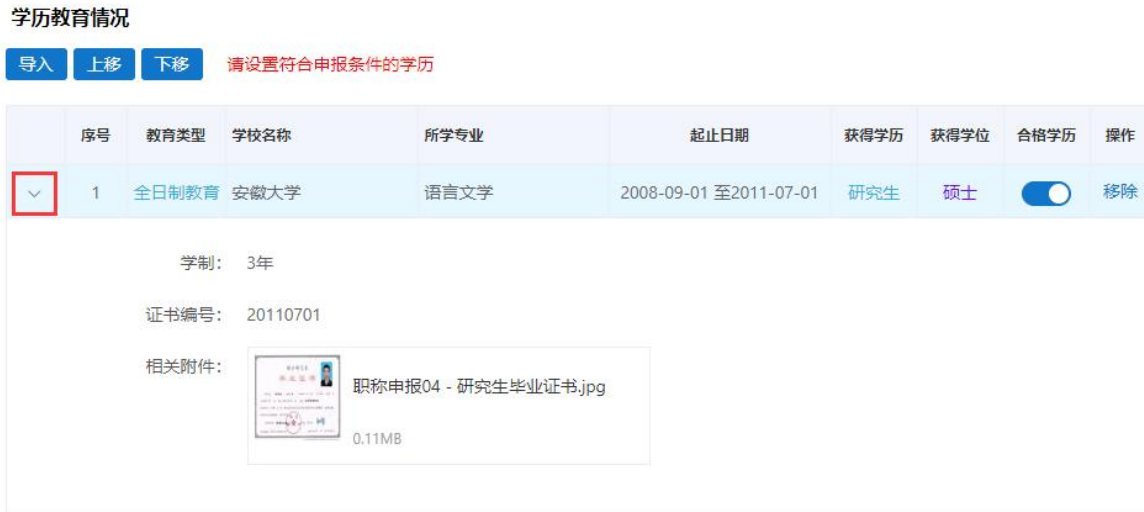 学历教育情况
导入 上移 下移 请设置符合申报条件的学历
序号 教育类型 学校名称 所学专业 起止日期 获得学历 获得学位 合格学历 操作
1 全日制教育 安徽大学 语言文学 2008-09-01 至2011-07-01 研究生 硕士 移除
学制： 3年
证书编号： 20110701
相关附件：
职称申报04 - 研究生毕业证书.jpg
0.11MB